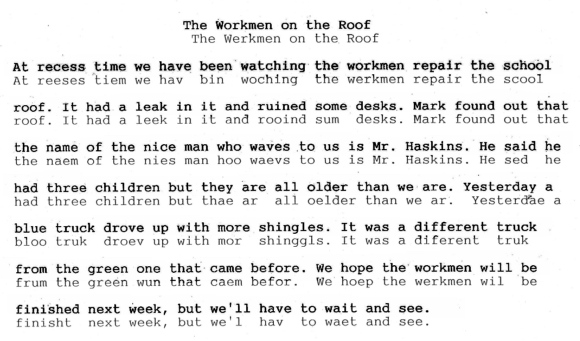 The Workmen on the Roof
The Werkmen on the Roof
At recess time we have been watching the workmen repair the school
At reeses tiem we hav bin woching the werkmen repair the scool
roof. It had a leak in it and ruined some desks. Mark found out that
roof. It had a leek in it and rooind sum desks. Mark found out that
the name of the nice man who waves to us is Mr. Haskins. He said he
the naem of the nies man hoo waevs to us is Mr. Haskins. He sed he
had three children but they are all older than we are. Yesterday a
had three children but thae ar all oelder than we ar. Yesterdae a
blue truck drove up with more shingles. It was a different truck
bloo truk droev up with mor shinggls. It was a diferent truk
from the green one that came before. We hope the workmen will be
frum the green wun that caem befor. We hoep the werkmen wil be
finished next week, but we'll have to wait and see.
finisht next week, but we'l hav to waet and see.